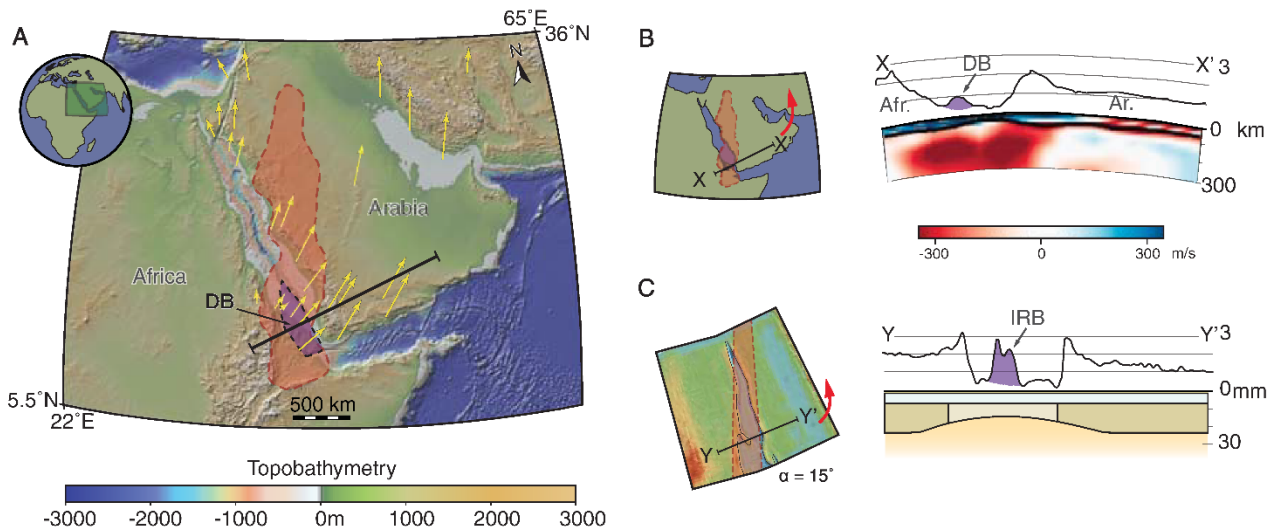 A
65°E
36°N
N
Africa
Arabia
DB
500 km
5.5°N
22°E
Topobathymetry
-3000 -2000 -1000 0m 1000 2000 3000
B
X
X'
X
DB
X' 3
Afr.
Ar.
0 km
300
-300 0 300 m/s
C
Y
Y'
α = 15°
Y
IRB
Y' 3
0 mm
30